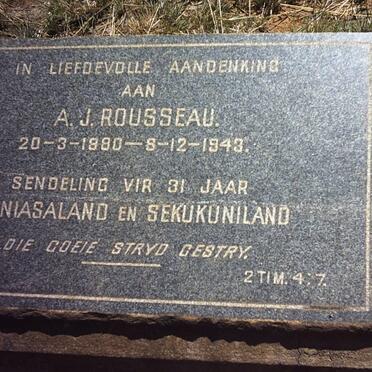 IN LIEFDEVOLLE AANDENKING
AAN
A.J. ROUSSEAU.
20-3-1880-8-12-1943.
SENDELING VIR 31 JAAR
NIASALAND EN SEKUKUNILAND
DIE GOEIE STRYD GESTRY.
2 TIM. 4:7.